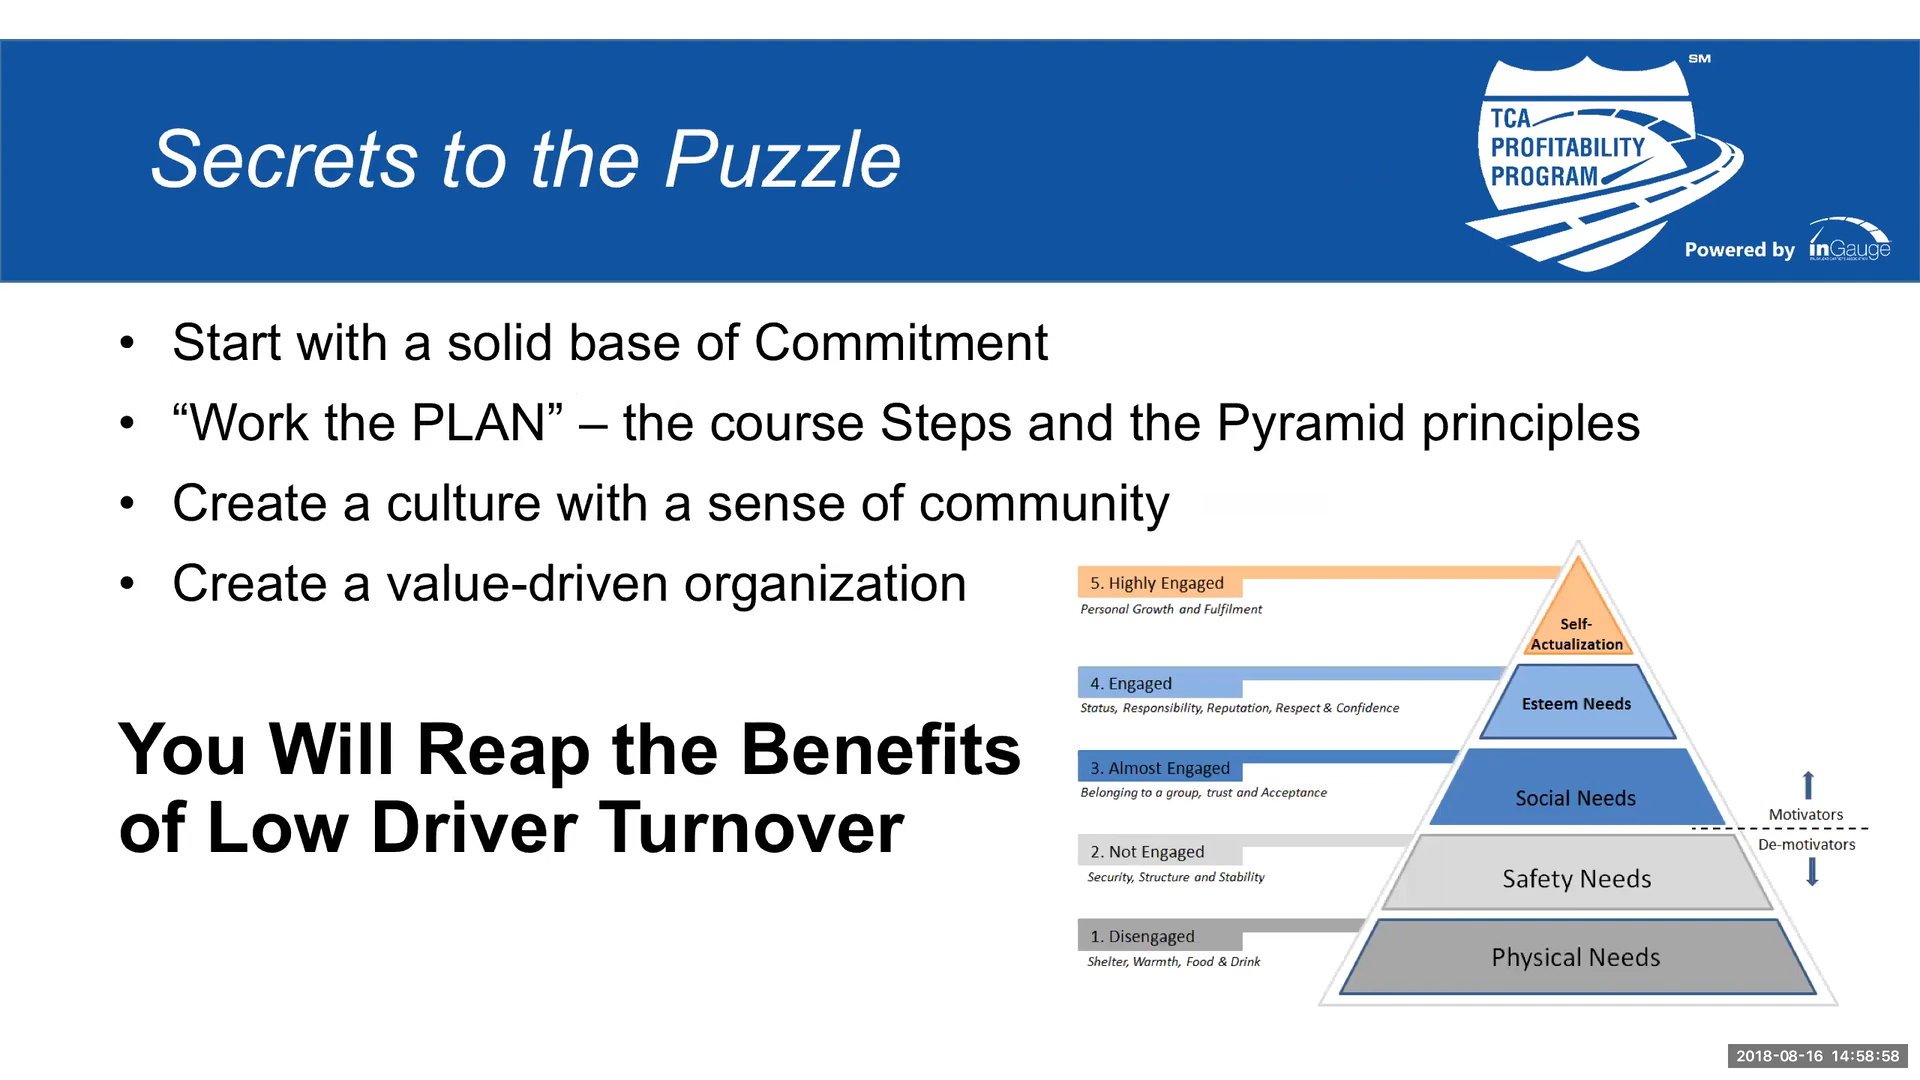 SM
TCA
PROFITABILITY
PROGRAM
Secrets to the Puzzle
Powered by inGauge
• Start with a solid base of Commitment
• “Work the PLAN” – the course Steps and the Pyramid principles
• Create a culture with a sense of community
• Create a value-driven organization
You Will Reap the Benefits
of Low Driver Turnover
5. Highly Engaged
Personal Growth and Fulfilment
Self-
Actualization
4. Engaged
Status, Responsibility, Reputation, Respect & Confidence
Esteem Needs
3. Almost Engaged
Belonging to a group, trust and Acceptance
Social Needs
Motivators
De-motivators
2. Not Engaged
Security, Structure and Stability
Safety Needs
1. Disengaged
Shelter, Warmth, Food & Drink
Physical Needs
2018-08-16 14:58:58